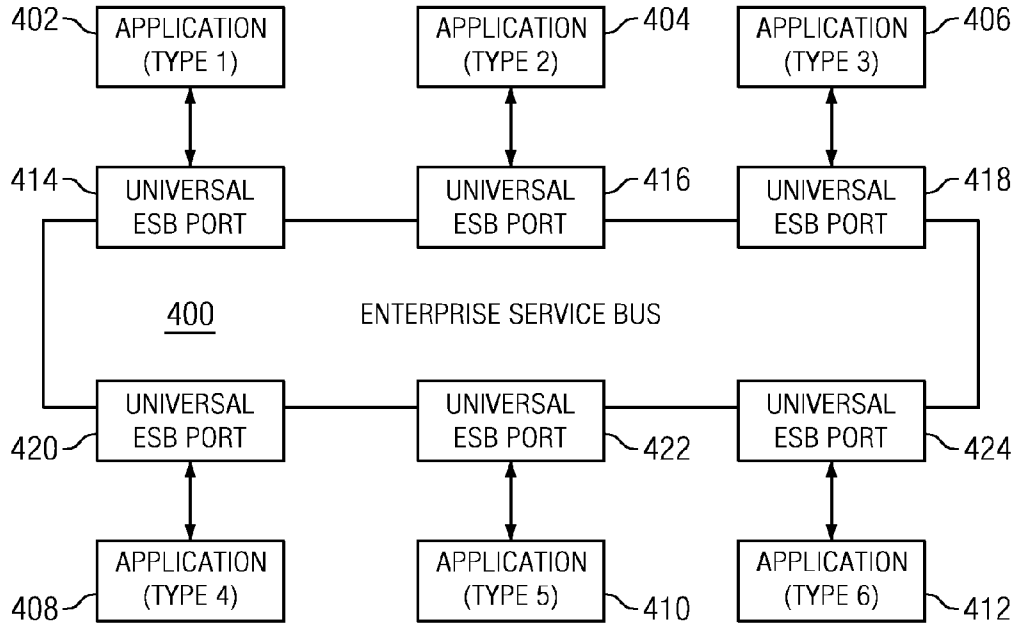 402
APPLICATION
(TYPE 1)
404
APPLICATION
(TYPE 2)
406
APPLICATION
(TYPE 3)
414
UNIVERSAL
ESB PORT
416
UNIVERSAL
ESB PORT
418
UNIVERSAL
ESB PORT
400
ENTERPRISE SERVICE BUS
420
UNIVERSAL
ESB PORT
422
UNIVERSAL
ESB PORT
424
UNIVERSAL
ESB PORT
408
APPLICATION
(TYPE 4)
410
APPLICATION
(TYPE 5)
412
APPLICATION
(TYPE 6)